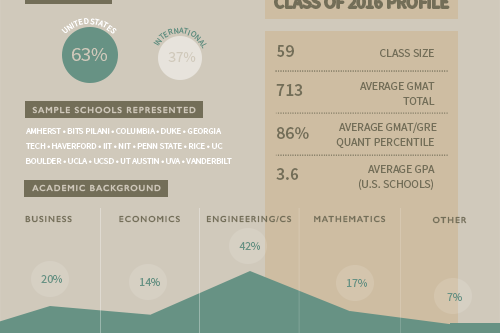 CLASS OF 2016 PROFILE
UNITED STATES
63%
INTERNATIONAL
37%
59 CLASS SIZE
713 AVERAGE GMAT
TOTAL
86% AVERAGE GMAT/GRE
QUANT PERCENTILE
3.6 AVERAGE GPA
(U.S. SCHOOLS)
SAMPLE SCHOOLS REPRESENTED
AMHERST • BITS PILANI • COLUMBIA • DUKE • GEORGIA
TECH • HAVERFORD • IIT • NIT • PENN STATE • RICE • UC
BOULDER • UCLA • UCSD • UT AUSTIN • UVA • VANDERBILT
ACADEMIC BACKGROUND
BUSINESS ECONOMICS ENGINEERING/CS MATHEMATICS OTHER
20% 14% 42% 17% 7%